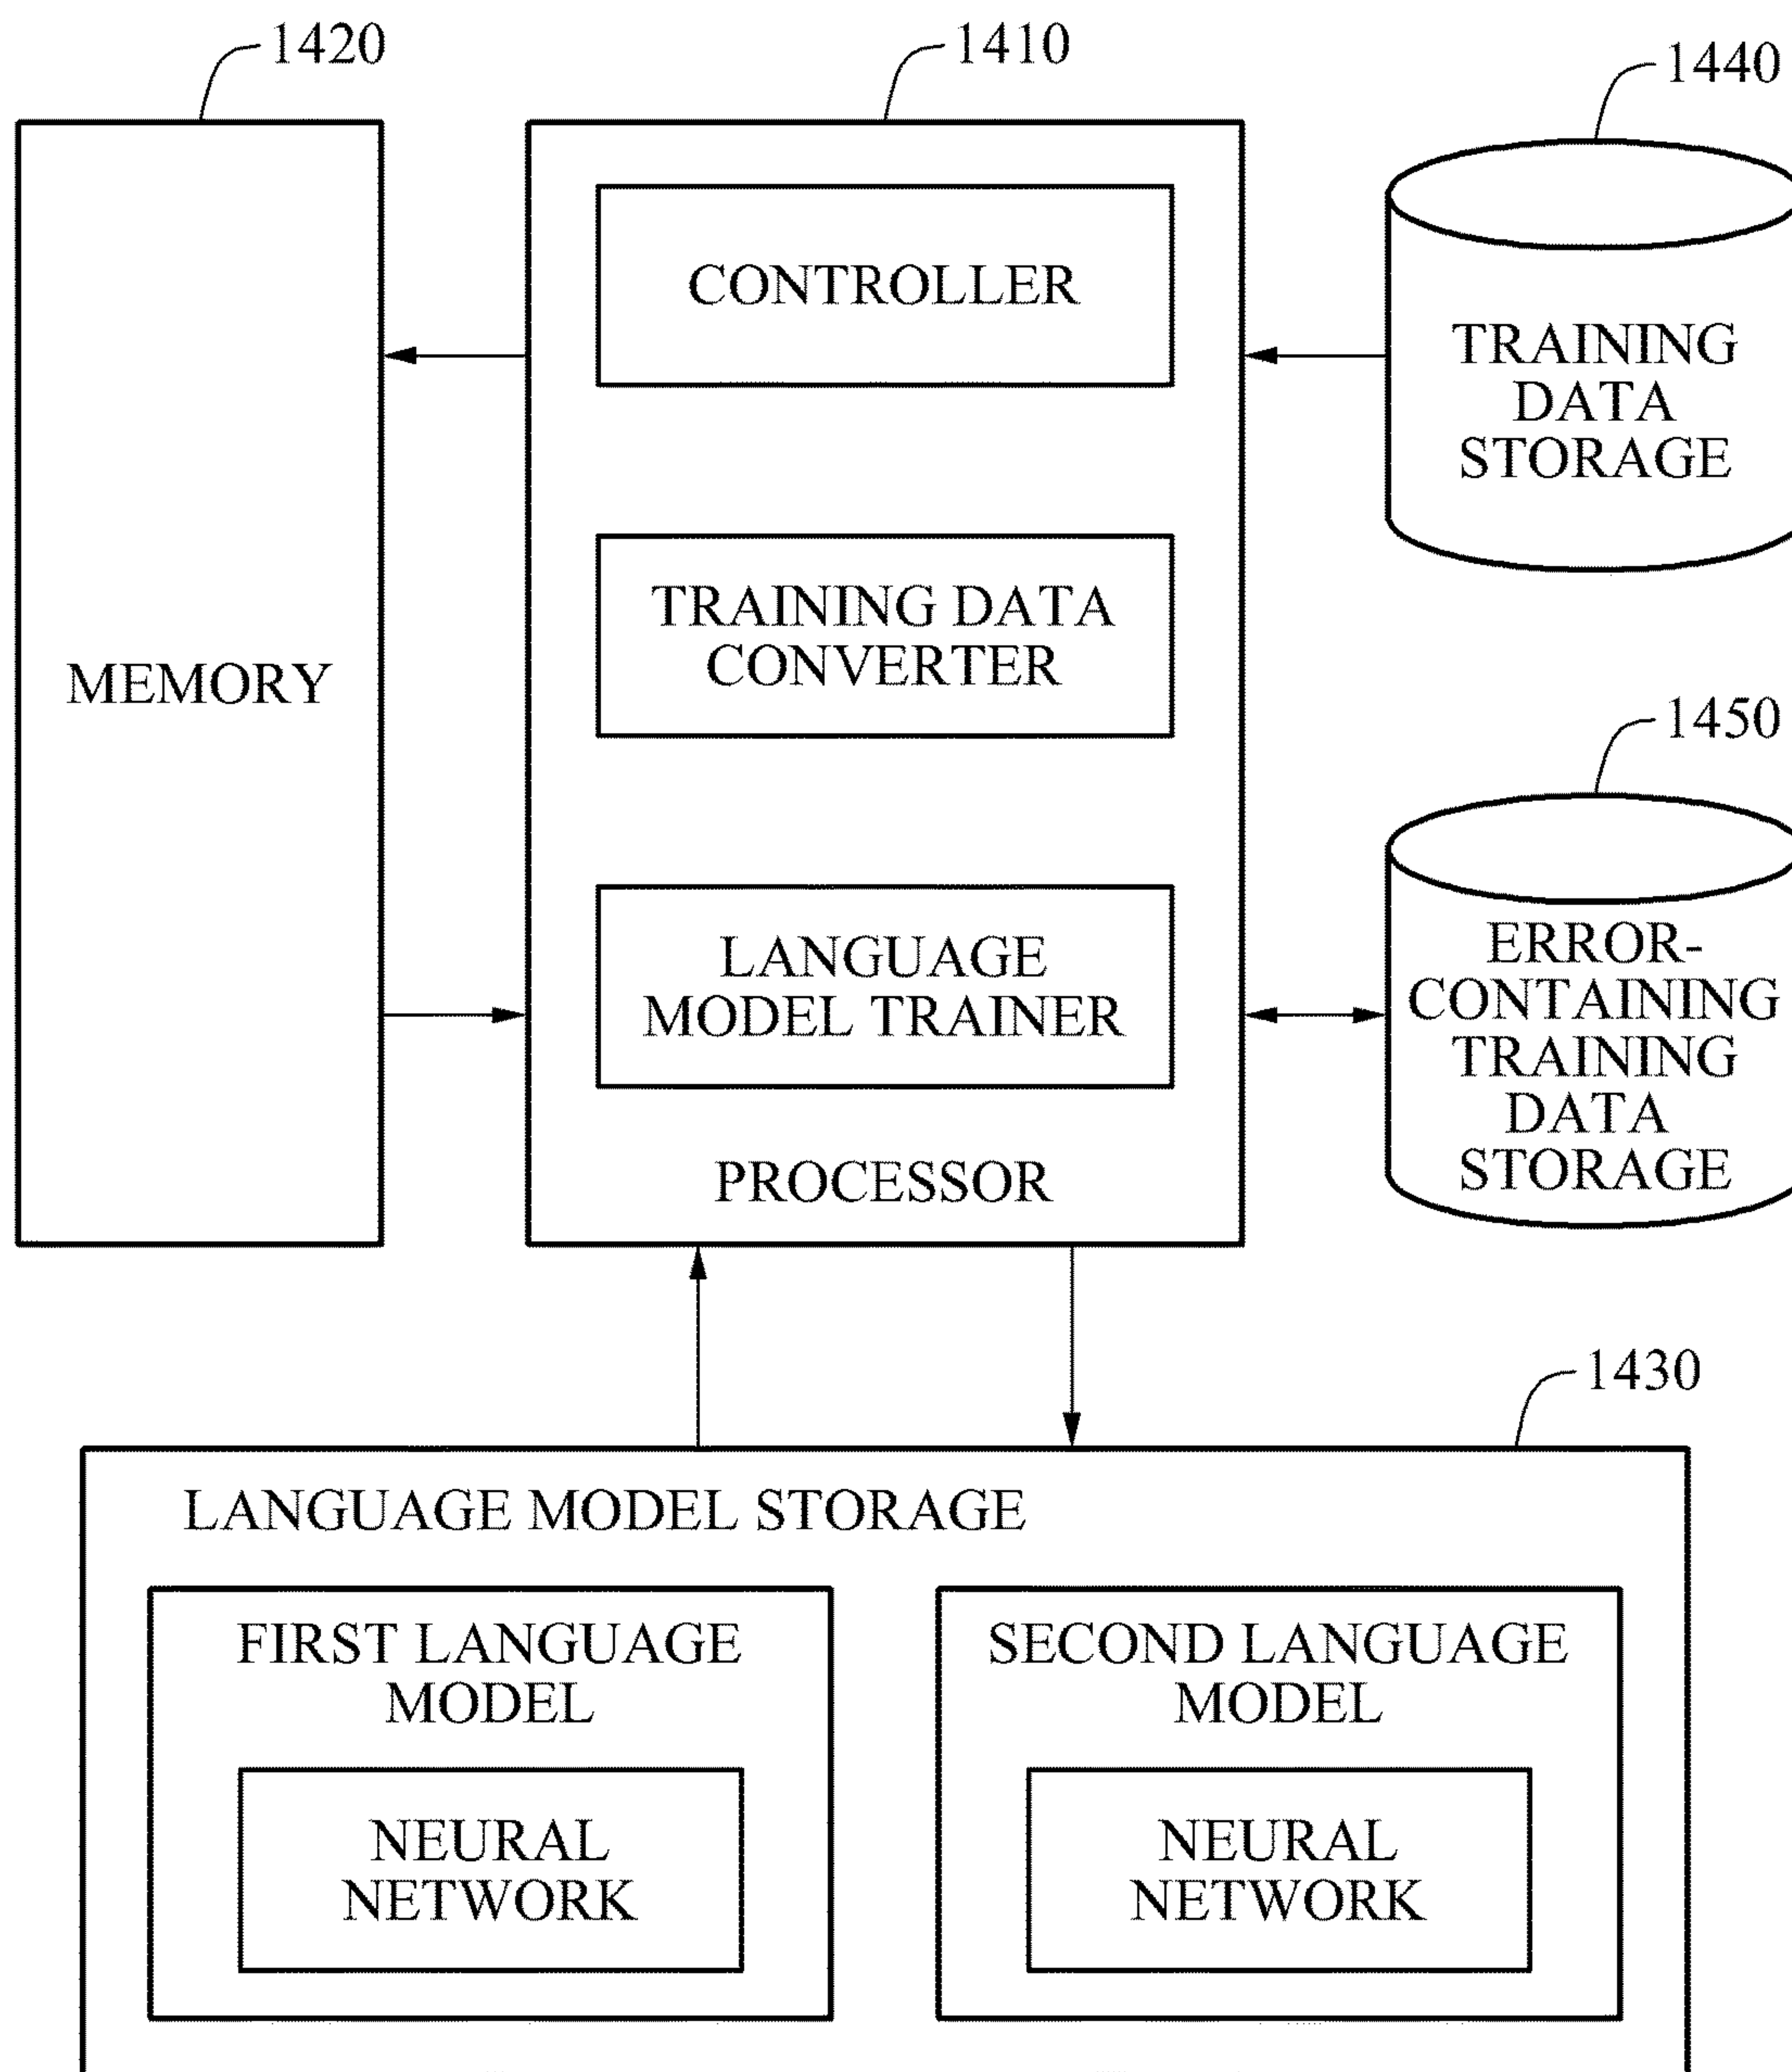 1420
1410
1440
MEMORY
CONTROLLER
TRAINING DATA
CONVERTER
LANGUAGE
MODEL TRAINER
PROCESSOR
TRAINING
DATA
STORAGE
1450
ERROR-
CONTAINING
TRAINING
DATA
STORAGE
1430
LANGUAGE MODEL STORAGE
FIRST LANGUAGE
MODEL
NEURAL
NETWORK
SECOND LANGUAGE
MODEL
NEURAL
NETWORK